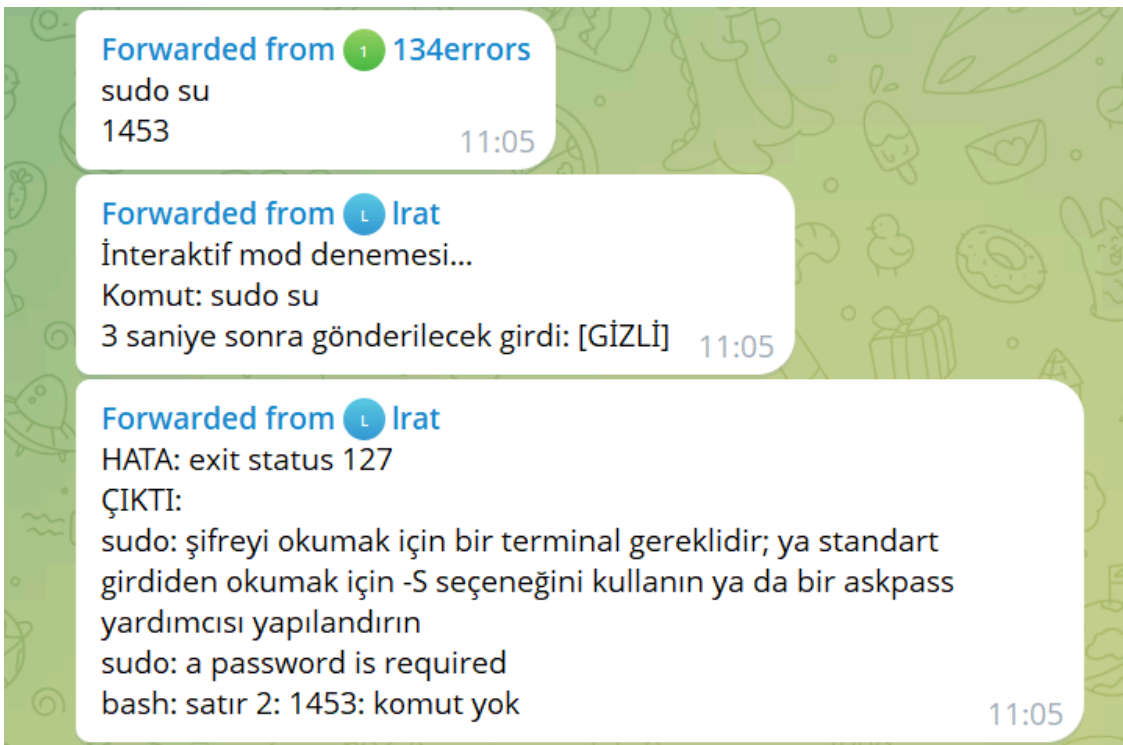 Forwarded from 1 134errors
sudo su
1453
11:05
Forwarded from L lrat
İnteraktif mod denemesi...
Komut: sudo su
3 saniye sonra gönderilecek girdi: [GİZLİ]
11:05
Forwarded from L lrat
HATA: exit status 127
ÇIKTI:
sudo: şifreyi okumak için bir terminal gereklidir; ya standart
girdiden okumak için -S seçeneğini kullanın ya da bir askpass
yardımcısı yapılandırın
sudo: a password is required
bash: satır 2: 1453: komut yok
11:05